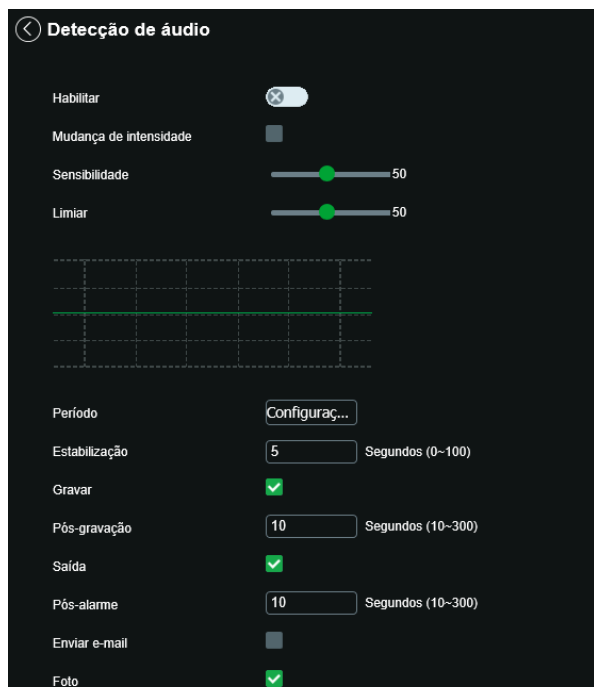 Detecção de áudio
Habilitar
Mudança de intensidade
Sensibilidade 50
Limiar 50
Período Configuraç...
Estabilização 5 Segundos (0~100)
Gravar
Pós-gravação 10 Segundos (10~300)
Saída
Pós-alarme 10 Segundos (10~300)
Enviar e-mail
Foto